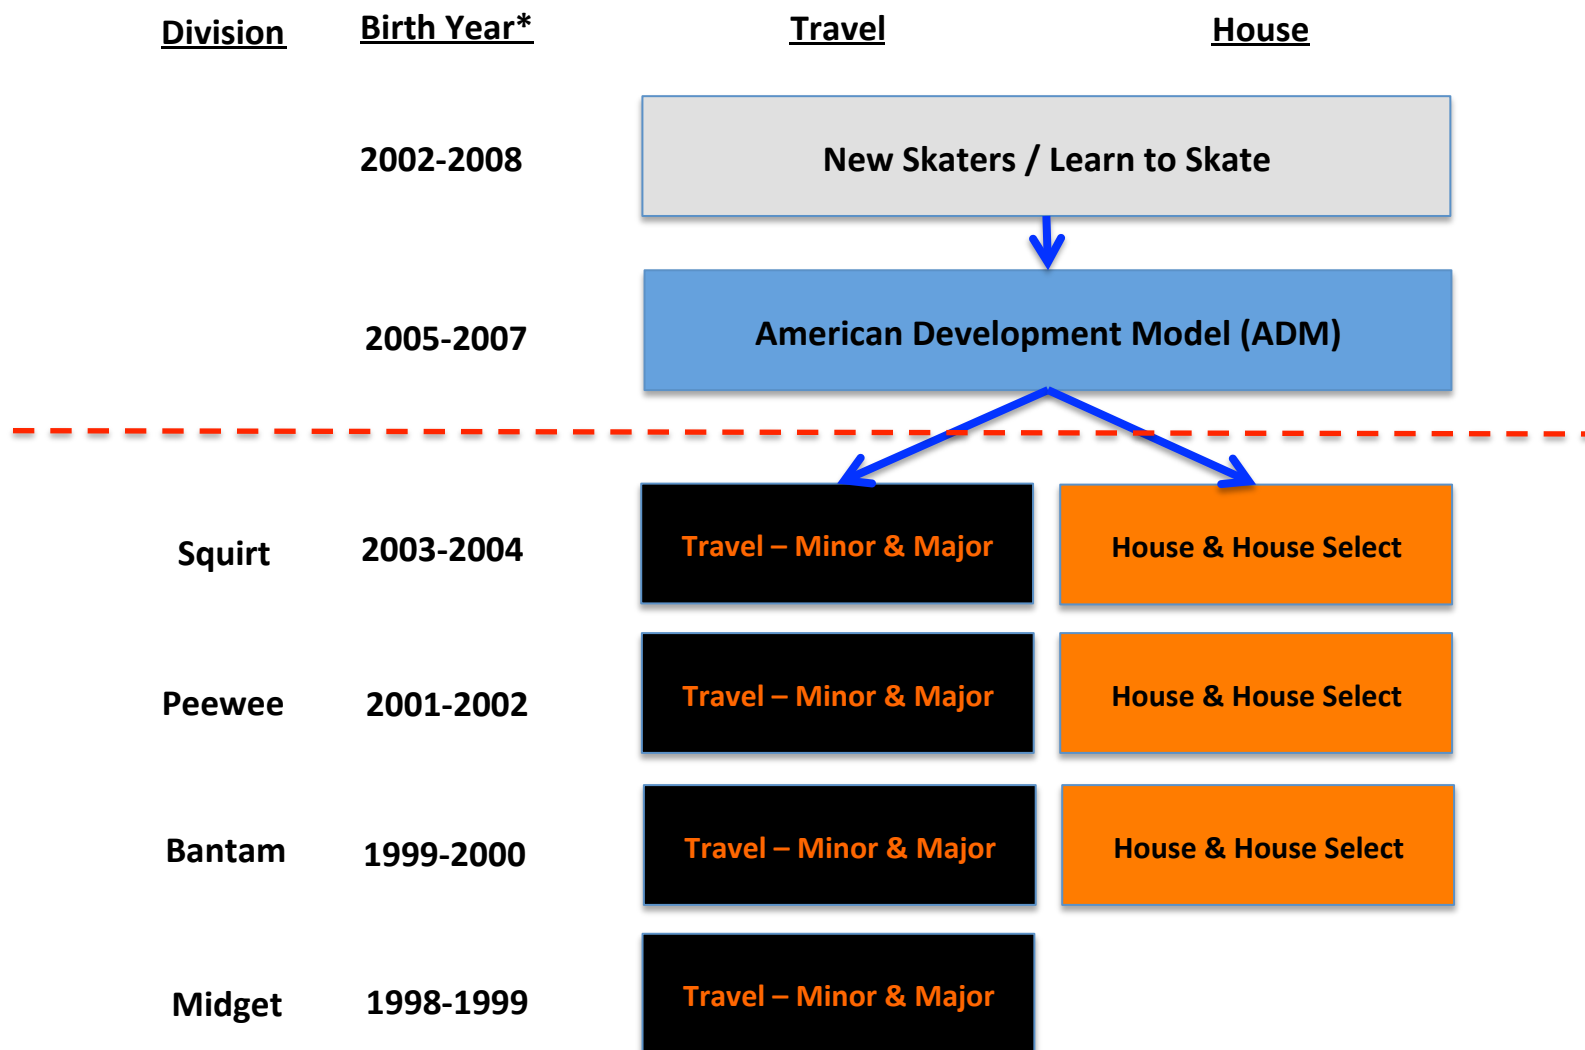 Division Birth Year* Travel House
2002-2008 New Skaters / Learn to Skate
2005-2007 American Development Model (ADM)
Squirt 2003-2004 Travel – Minor & Major House & House Select
Peewee 2001-2002 Travel – Minor & Major House & House Select
Bantam 1999-2000 Travel – Minor & Major House & House Select
Midget 1998-1999 Travel – Minor & Major